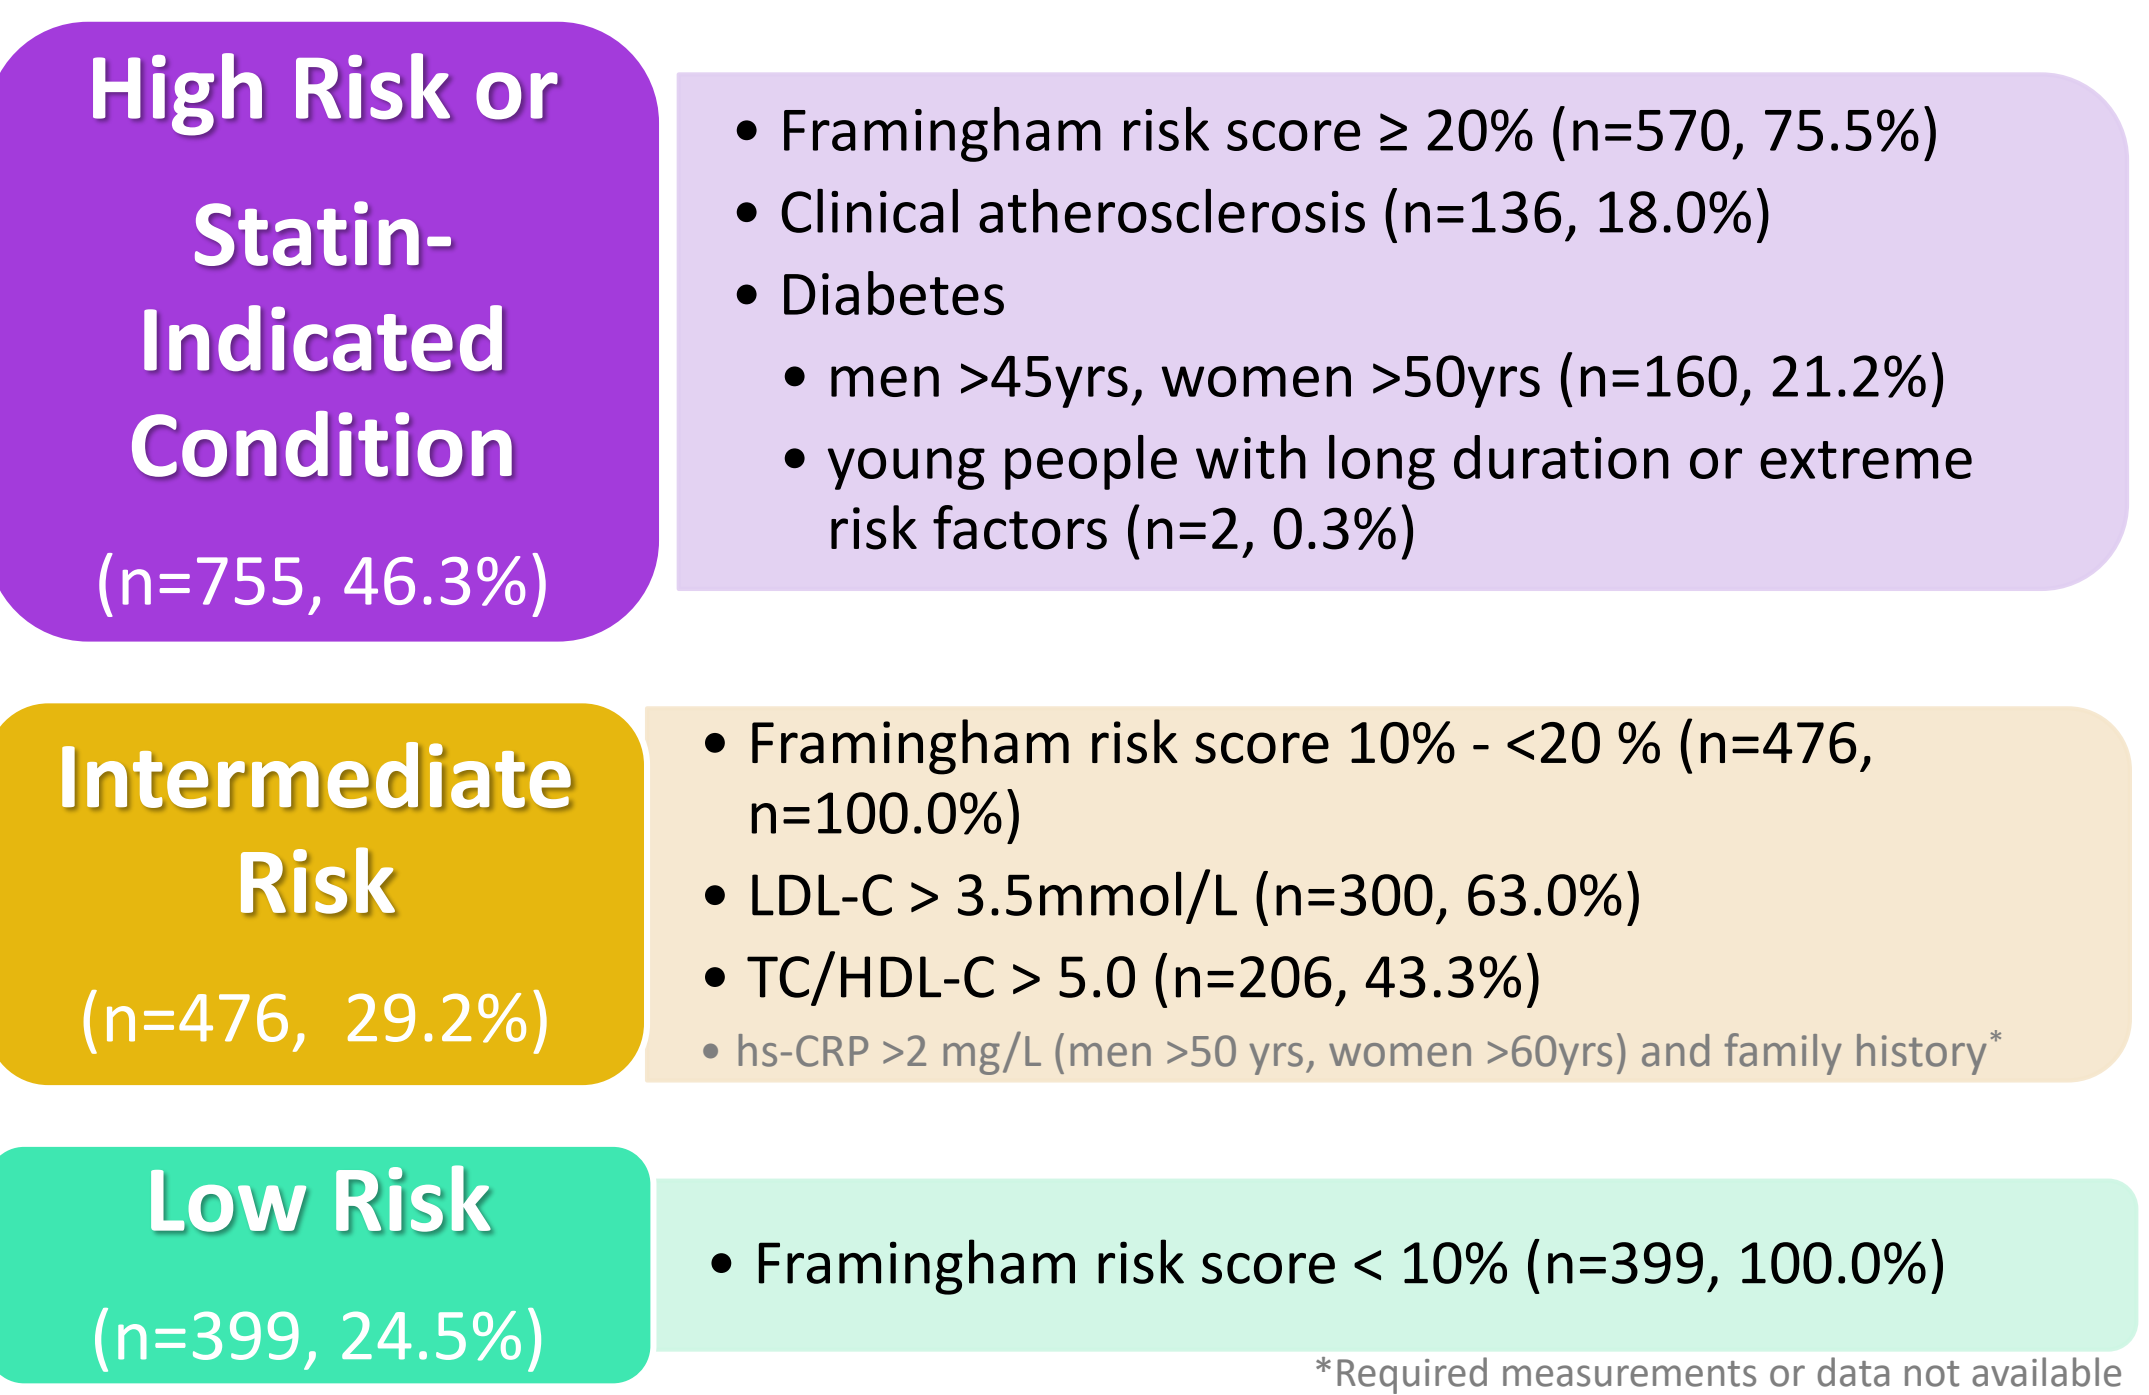 High Risk or
Statin-
Indicated
Condition
(n=755, 46.3%)
• Framingham risk score ≥ 20% (n=570, 75.5%)
• Clinical atherosclerosis (n=136, 18.0%)
• Diabetes
• men >45yrs, women >50yrs (n=160, 21.2%)
• young people with long duration or extreme
risk factors (n=2, 0.3%)
Intermediate
Risk
(n=476,  29.2%)
• Framingham risk score 10% - <20 % (n=476,
n=100.0%)
• LDL-C > 3.5mmol/L (n=300, 63.0%)
• TC/HDL-C > 5.0 (n=206, 43.3%)
• hs-CRP >2 mg/L (men >50 yrs, women >60yrs) and family history*
Low Risk
(n=399, 24.5%)
• Framingham risk score < 10% (n=399, 100.0%)
*Required measurements or data not available